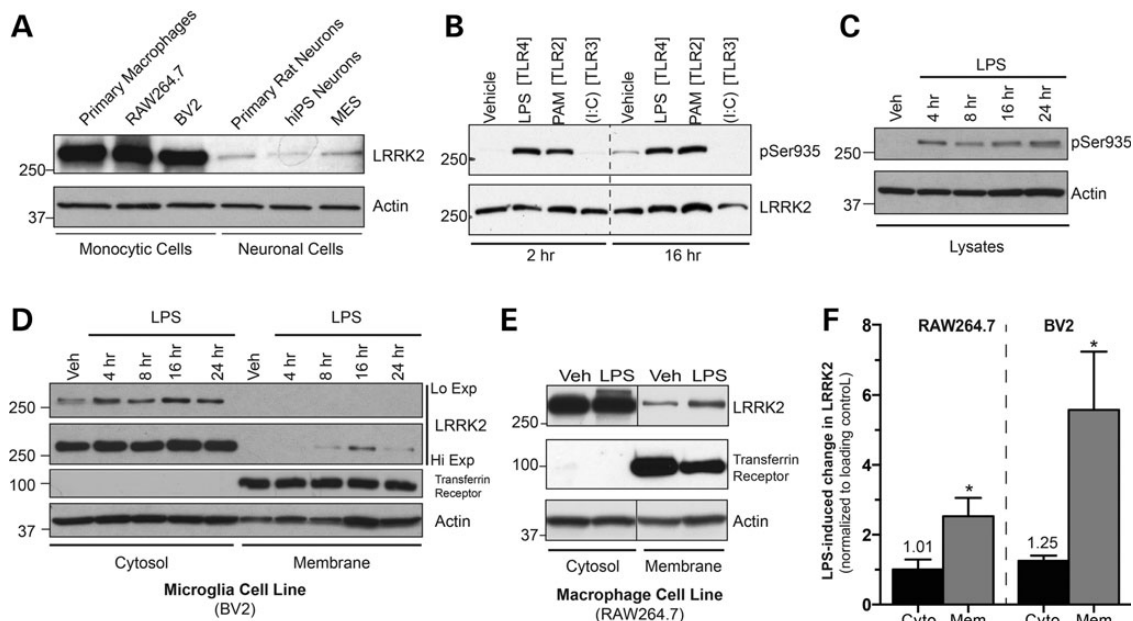 A
Primary Macrophages
RAW264.7
BV2
Primary Rat Neurons
hiPS Neurons
MES
250
LRRK2
37
Actin
Monocytic Cells
Neuronal Cells
B
Vehicle
LPS [TLR4]
PAM [TLR2]
(I:C) [TLR3]
Vehicle
LPS [TLR4]
PAM [TLR2]
(I:C) [TLR3]
250
pSer935
250
LRRK2
2 hr
16 hr
C
LPS
Veh
4 hr
8 hr
16 hr
24 hr
250
pSer935
37
Actin
Lysates
D
LPS
LPS
Veh
4 hr
8 hr
16 hr
24 hr
Veh
4 hr
8 hr
16 hr
24 hr
250
Lo Exp
LRRK2
250
Hi Exp
100
Transferrin
Receptor
37
Actin
Cytosol
Membrane
Microglia Cell Line
(BV2)
E
Veh LPS
Veh LPS
LRRK2
250
100
Transferrin
Receptor
37
Actin
Cytosol
Membrane
Macrophage Cell Line
(RAW264.7)
F
LPS-induced change in LRRK2
(normalized to loading controL)
8
6
4
2
0
RAW264.7
BV2
1.01
*
1.25
*
Cyto Mem
Cyto Mem